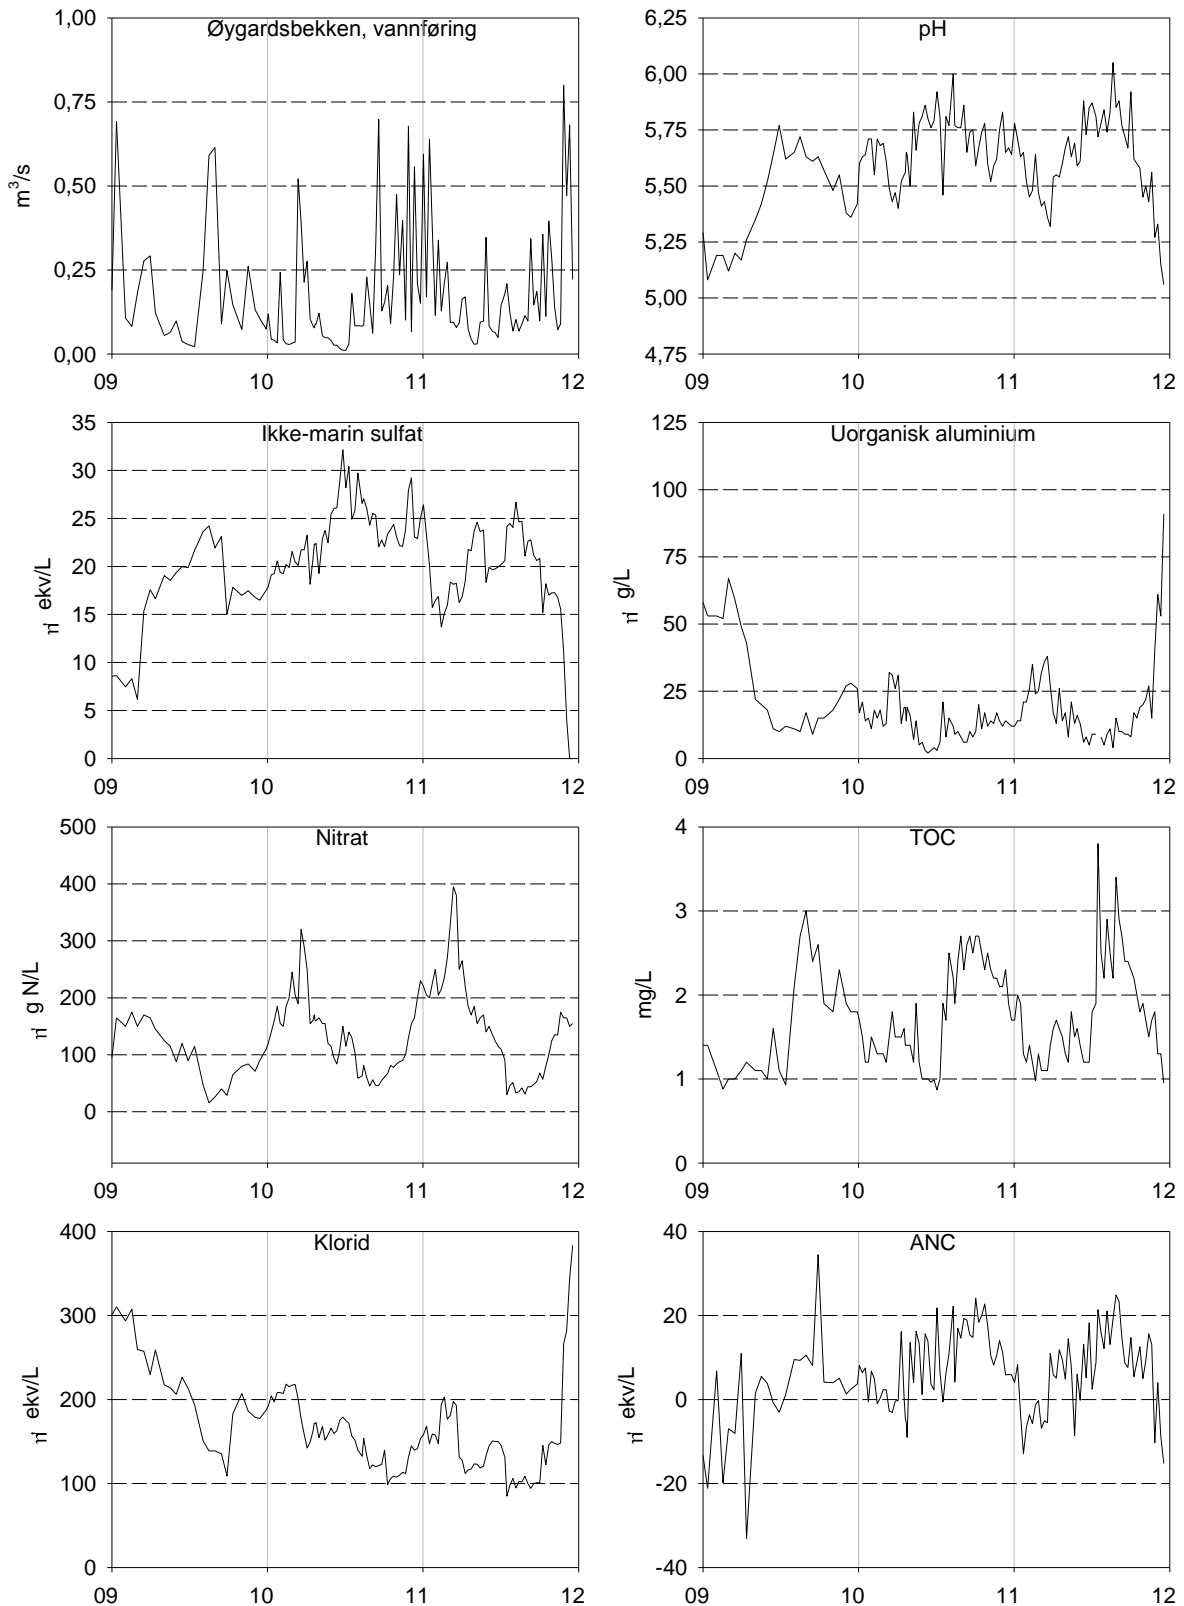 Øygardsbekken, vannføring
1,00
0,75
0,50
0,25
0,00
m³/s
09 10 11 12
pH
6,25
6,00
5,75
5,50
5,25
5,00
4,75
09 10 11 12
Ikke-marin sulfat
35
30
25
20
15
10
5
0
ekv/L
09 10 11 12
Uorganisk aluminium
125
100
75
50
25
0
g/L
09 10 11 12
Nitrat
500
400
300
200
100
0
g N/L
09 10 11 12
TOC
4
3
2
1
0
mg/L
09 10 11 12
Klorid
400
300
200
100
0
ekv/L
09 10 11 12
ANC
40
20
0
-20
-40
ekv/L
09 10 11 12